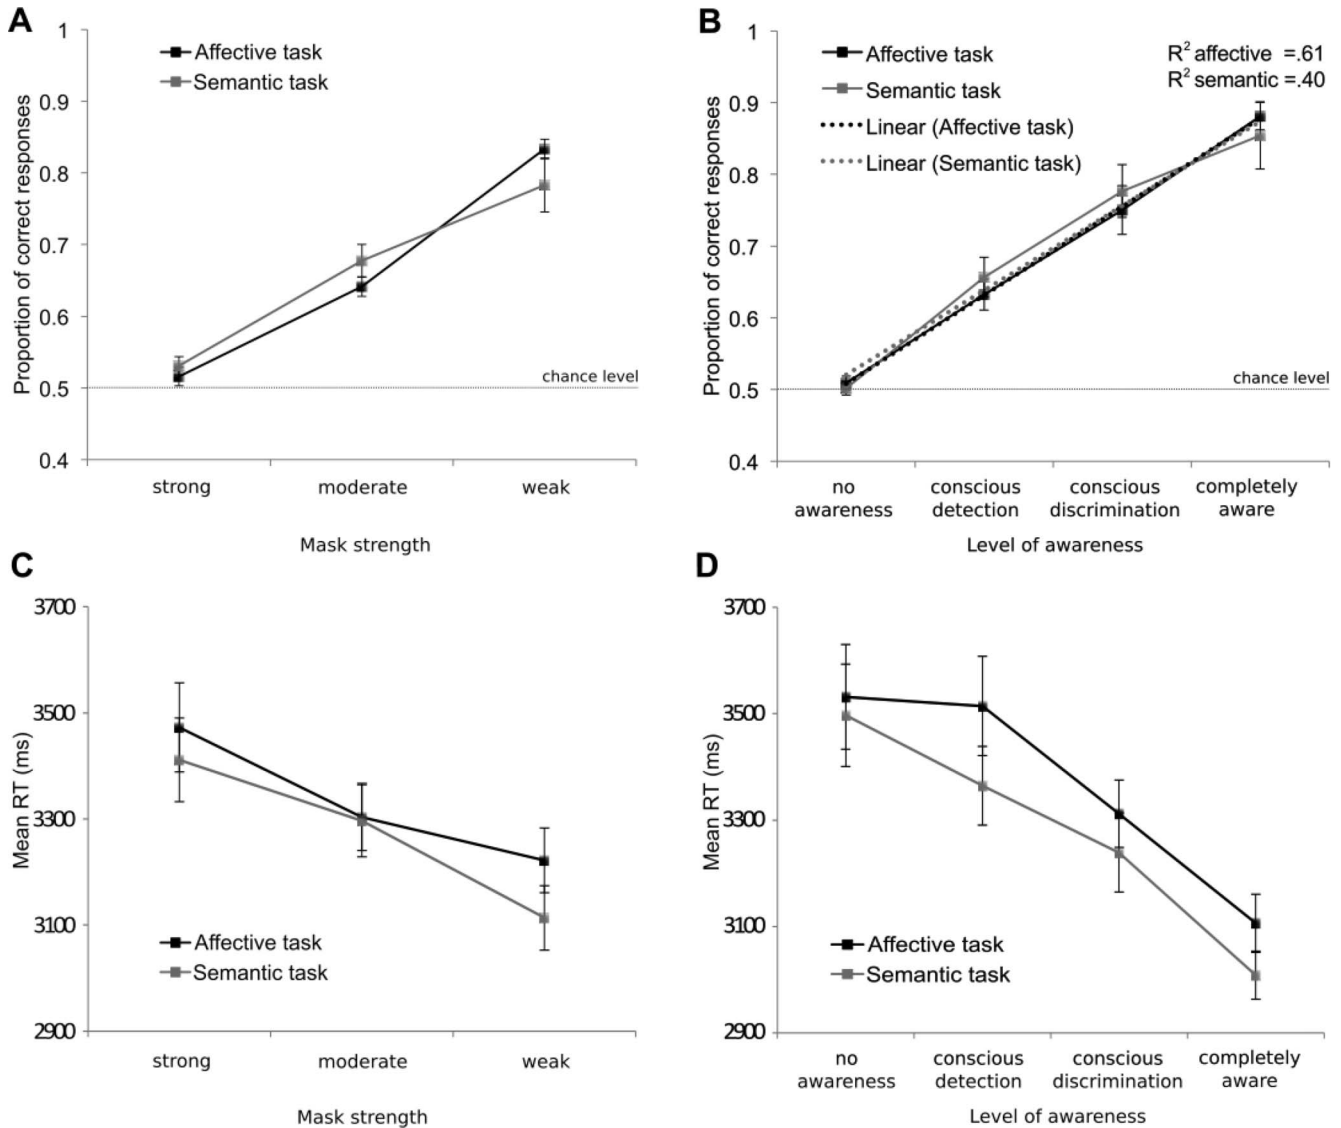 A
1
Affective task
Semantic task
0.9
0.8
0.7
0.6
0.5
0.4
Proportion of correct responses
chance level
strong moderate weak
Mask strength
B
1
Affective task
Semantic task
Linear (Affective task)
Linear (Semantic task)
R2 affective =.61
R2 semantic =.40
0.9
0.8
0.7
0.6
0.5
0.4
Proportion of correct responses
chance level
no awareness
conscious detection
conscious discrimination
completely aware
Level of awareness
C
3700
3500
3300
3100
2900
Mean RT (ms)
Affective task
Semantic task
strong moderate weak
Mask strength
D
3700
3500
3300
3100
2900
Mean RT (ms)
Affective task
Semantic task
no awareness
conscious detection
conscious discrimination
completely aware
Level of awareness